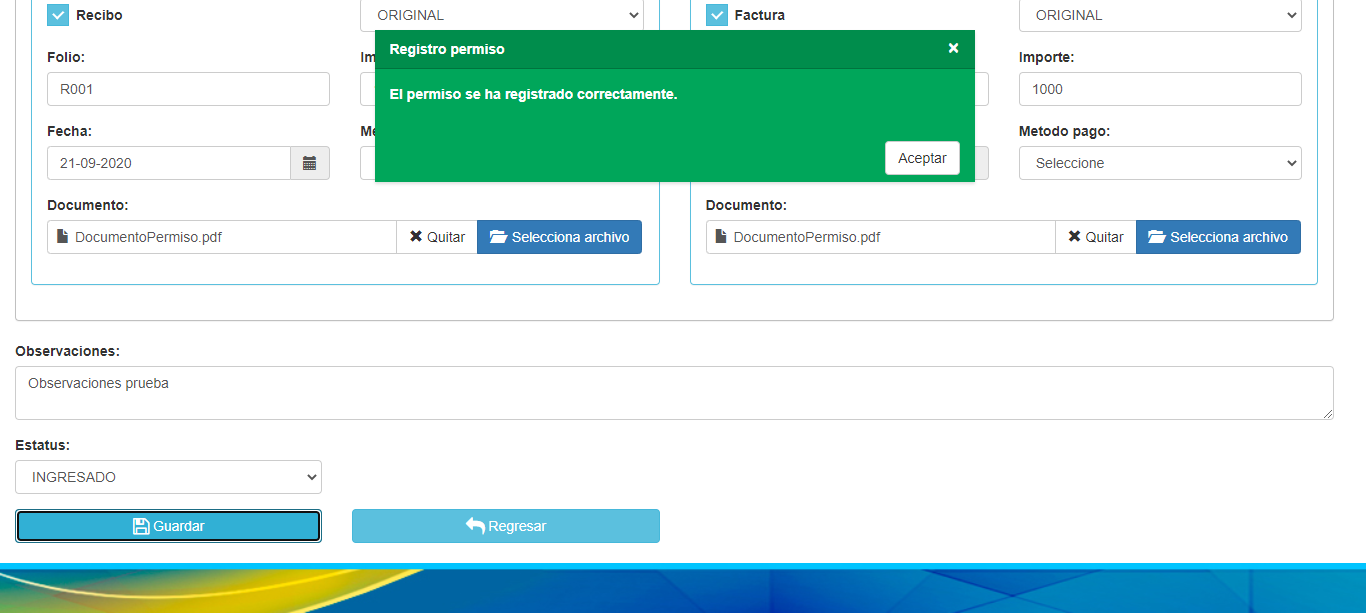 Recibo
ORIGINAL
Factura
ORIGINAL
Registro permiso
El permiso se ha registrado correctamente.
Aceptar
Folio:
Im
Importe:
R001
1000
Fecha:
Me
Metodo pago:
21-09-2020
Seleccione
Documento:
Documento:
DocumentoPermiso.pdf
Quitar
Selecciona archivo
DocumentoPermiso.pdf
Quitar
Selecciona archivo
Observaciones:
Observaciones prueba
Estatus:
INGRESADO
Guardar
Regresar